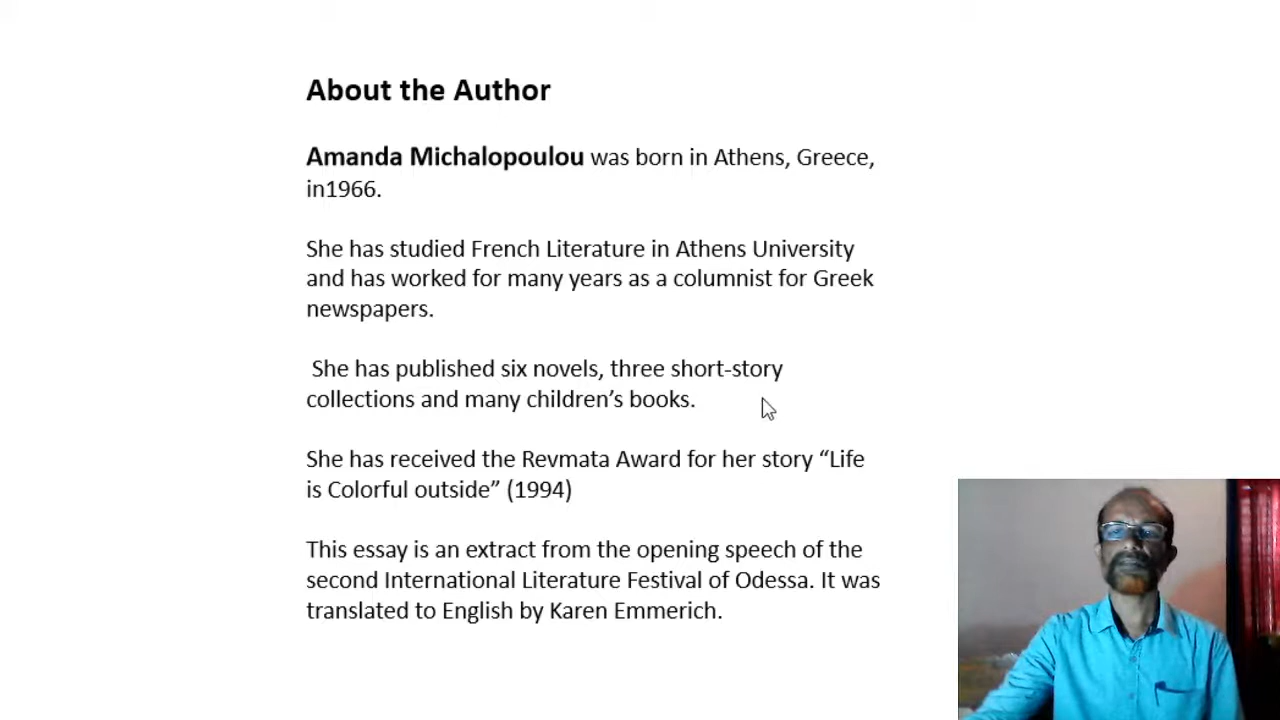 About the Author
Amanda Michalopoulou was born in Athens, Greece,
in1966.
She has studied French Literature in Athens University
and has worked for many years as a columnist for Greek
newspapers.
She has published six novels, three short-story
collections and many children’s books.
She has received the Revmata Award for her story “Life
is Colorful outside” (1994)
This essay is an extract from the opening speech of the
second International Literature Festival of Odessa. It was
translated to English by Karen Emmerich.